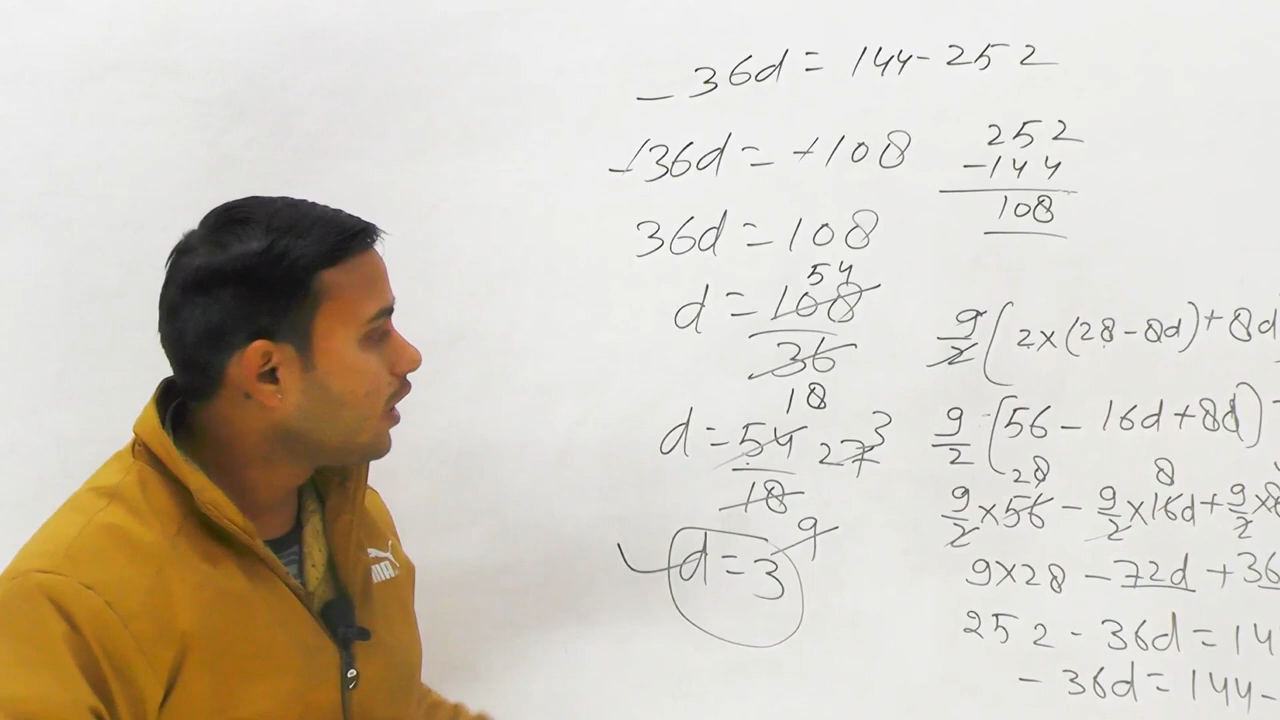 -36d = 144-252
-36d = +108
36d = 108
54
d = 108
36
18
d = 54 27 3
18
9
d = 3
252
-144
108
9/2 (2×(28-8d)+8d
9/2 (56 - 16d+8d)
28 8
9/2×56 - 9/2×16d+9/2×8
9×28 -72d +36
252 - 36d = 14
- 36d = 144-
PUMA